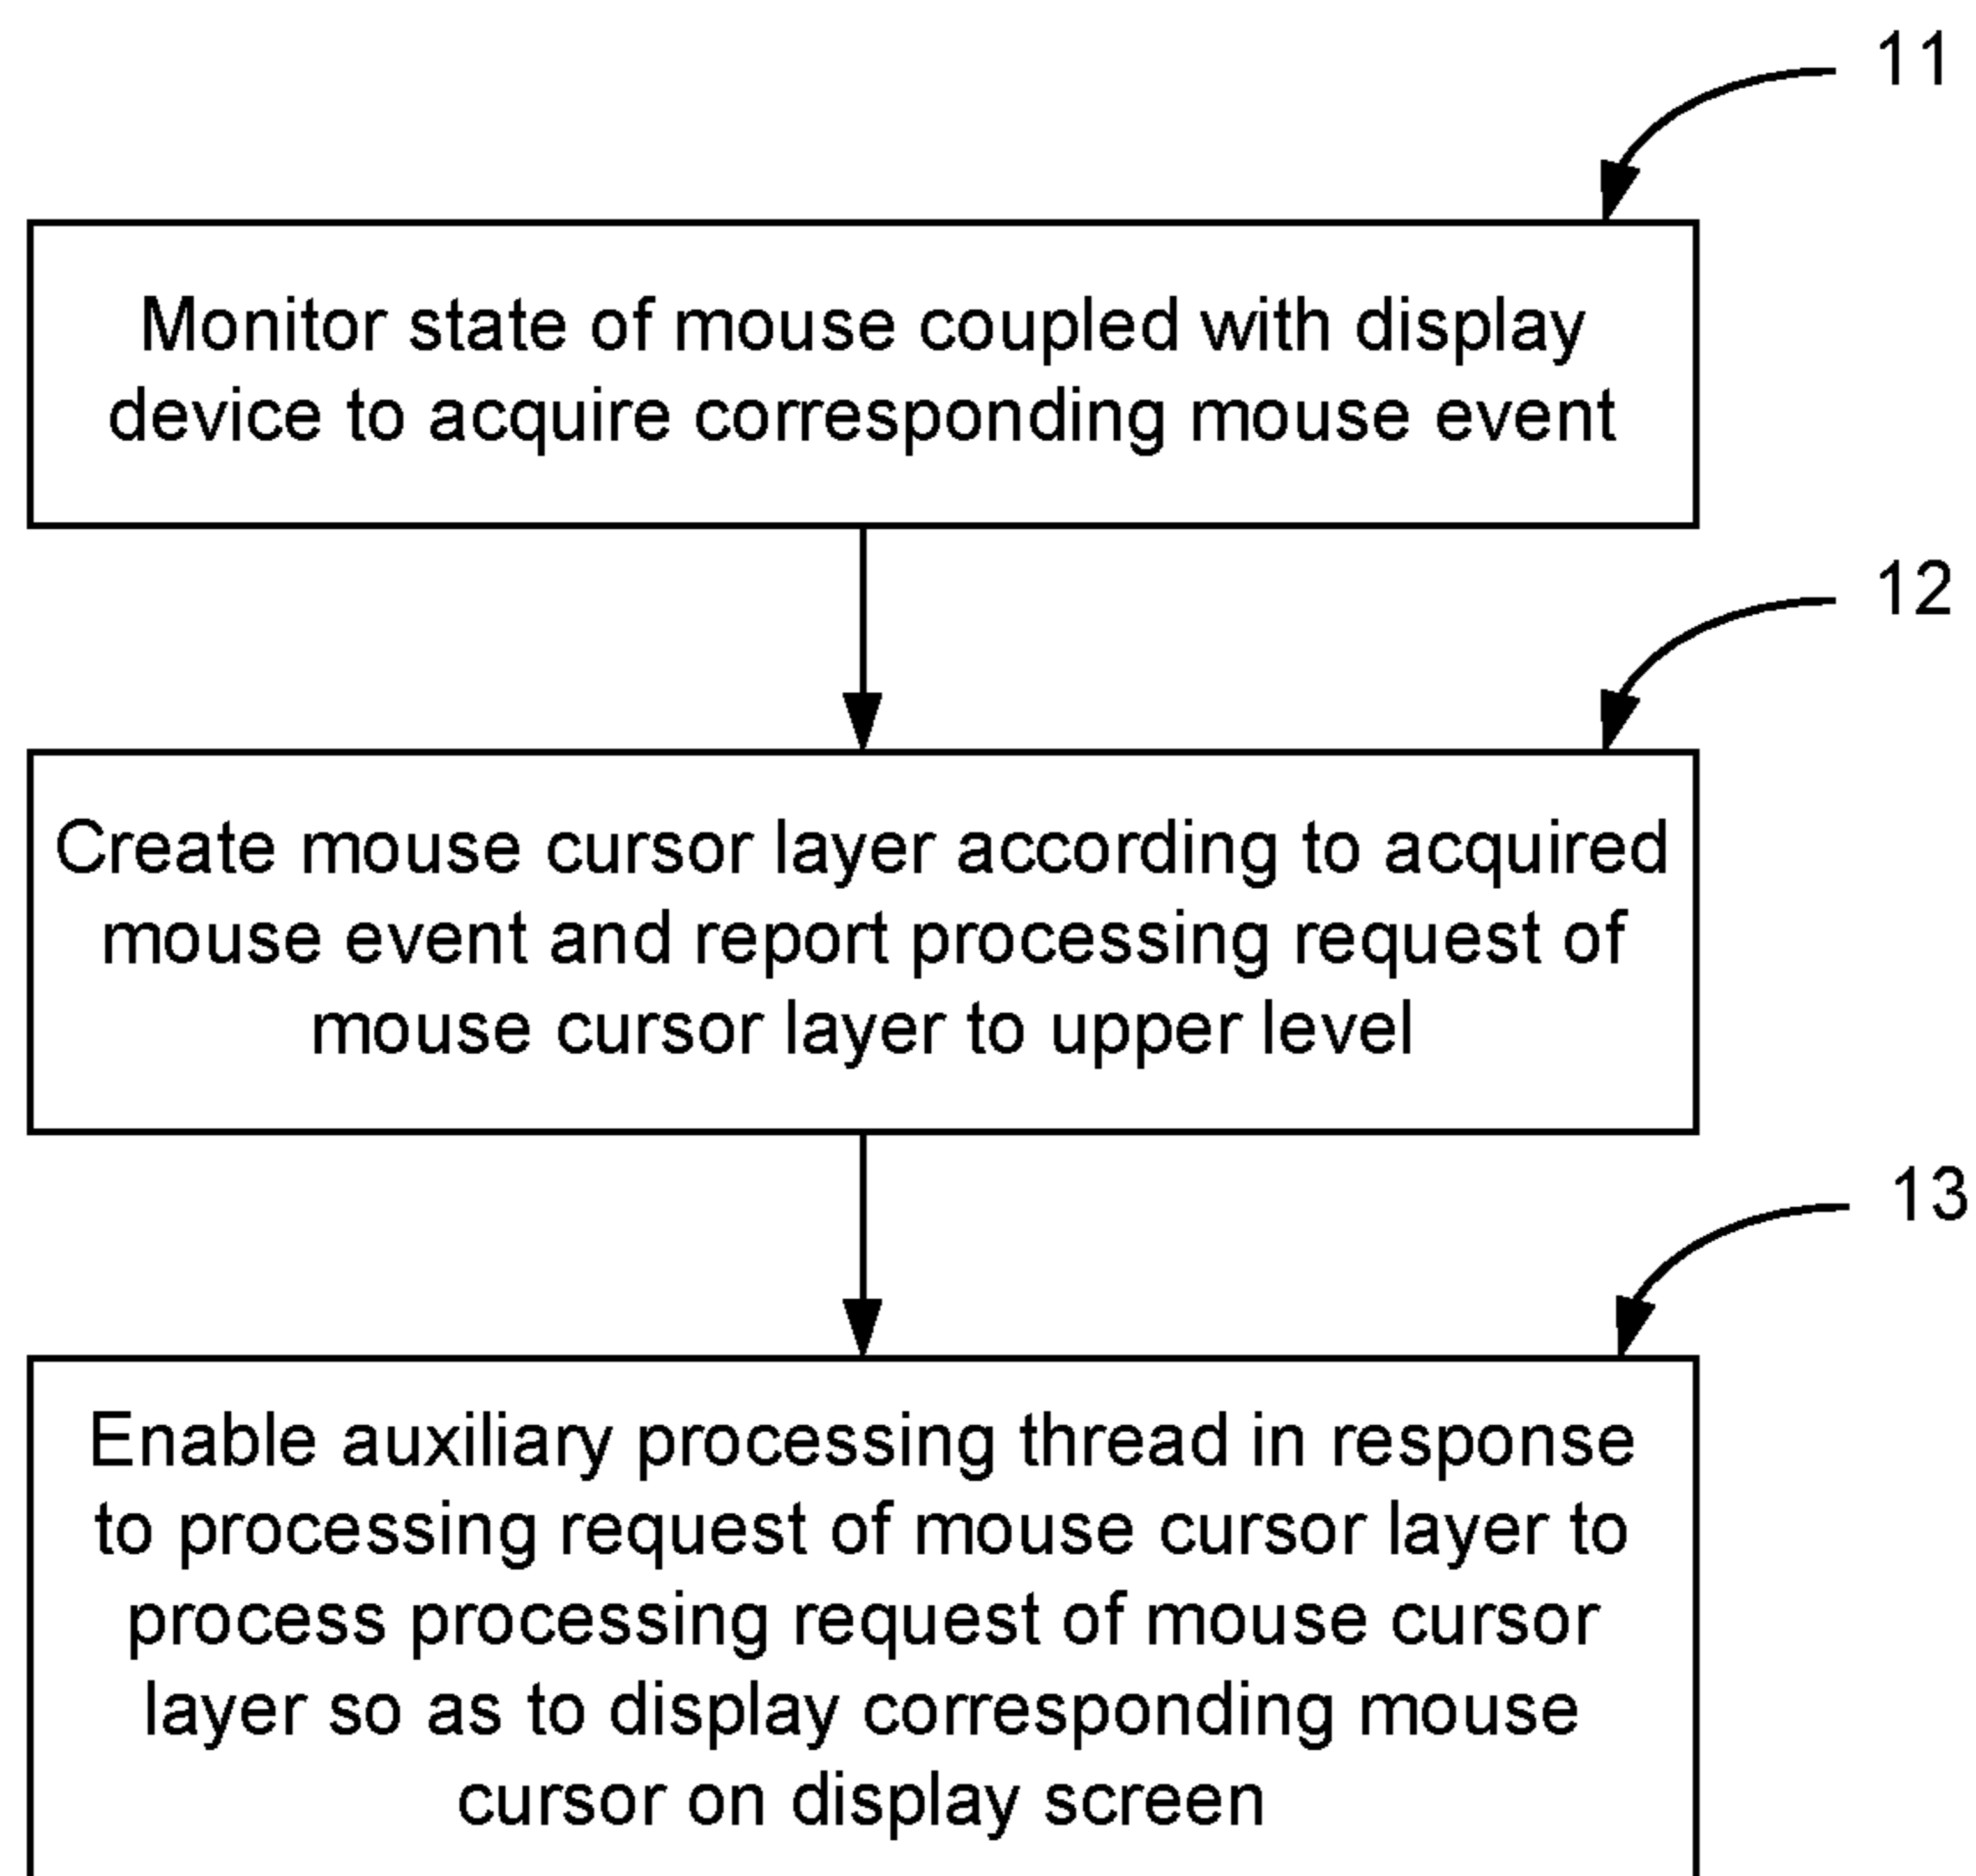 11
Monitor state of mouse coupled with display
device to acquire corresponding mouse event
12
Create mouse cursor layer according to acquired
mouse event and report processing request of
mouse cursor layer to upper level
13
Enable auxiliary processing thread in response
to processing request of mouse cursor layer to
process processing request of mouse cursor
layer so as to display corresponding mouse
cursor on display screen